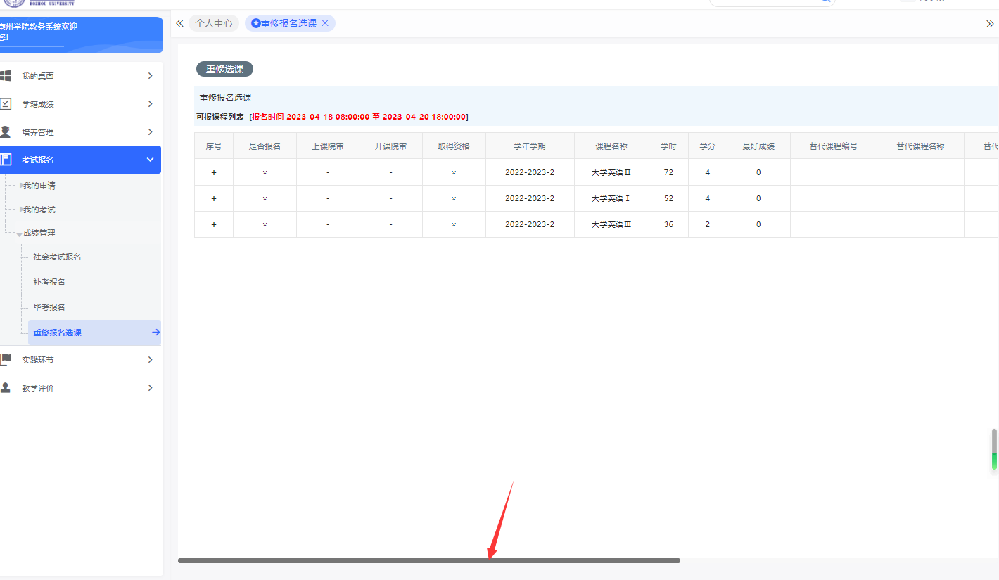 BOZHOU UNIVERSITY
亳州学院教务系统欢迎
您!
我的桌面
学籍成绩
培养管理
考试报名
我的申请
我的考试
成绩管理
社会考试报名
补考报名
毕考报名
重修报名选课
实践环节
教学评价
个人中心 重修报名选课
重修选课
重修报名选课
可报课程列表 [报名时间 2023-04-18 08:00:00 至 2023-04-20 18:00:00]
序号 是否报名 上课院审 开课院审 取得资格 学年学期 课程名称 学时 学分 最好成绩 替代课程编号 替代课程名称 替代
+ × - - × 2022-2023-2 大学英语Ⅱ 72 4 0
+ × - - × 2022-2023-2 大学英语Ⅰ 52 4 0
+ × - - × 2022-2023-2 大学英语Ⅲ 36 2 0